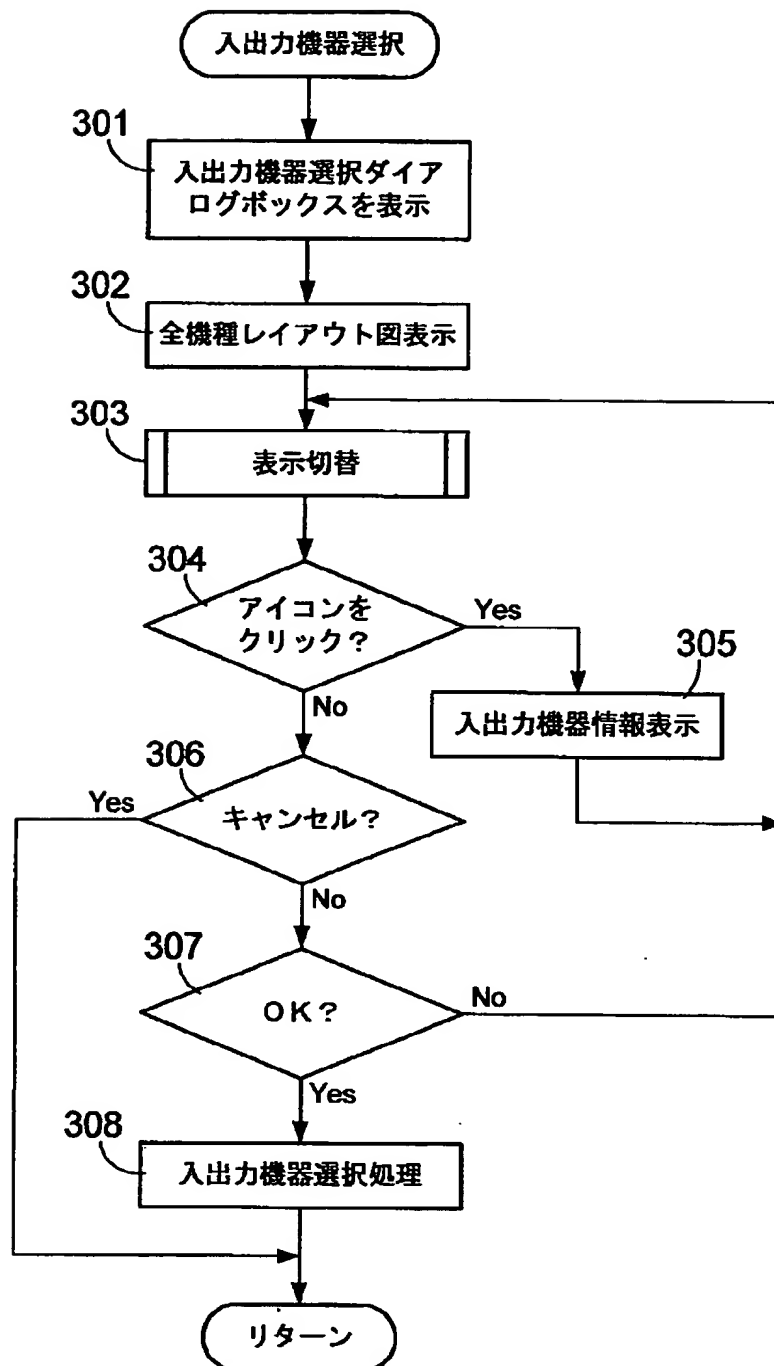 入出力機器選択
301
入出力機器選択ダイア
ログボックスを表示
302
全機種レイアウト図表示
303
表示切替
304
アイコンを
クリック？
Yes
305
No
入出力機器情報表示
306
Yes
キャンセル？
No
307
OK？
No
Yes
308
入出力機器選択処理
リターン